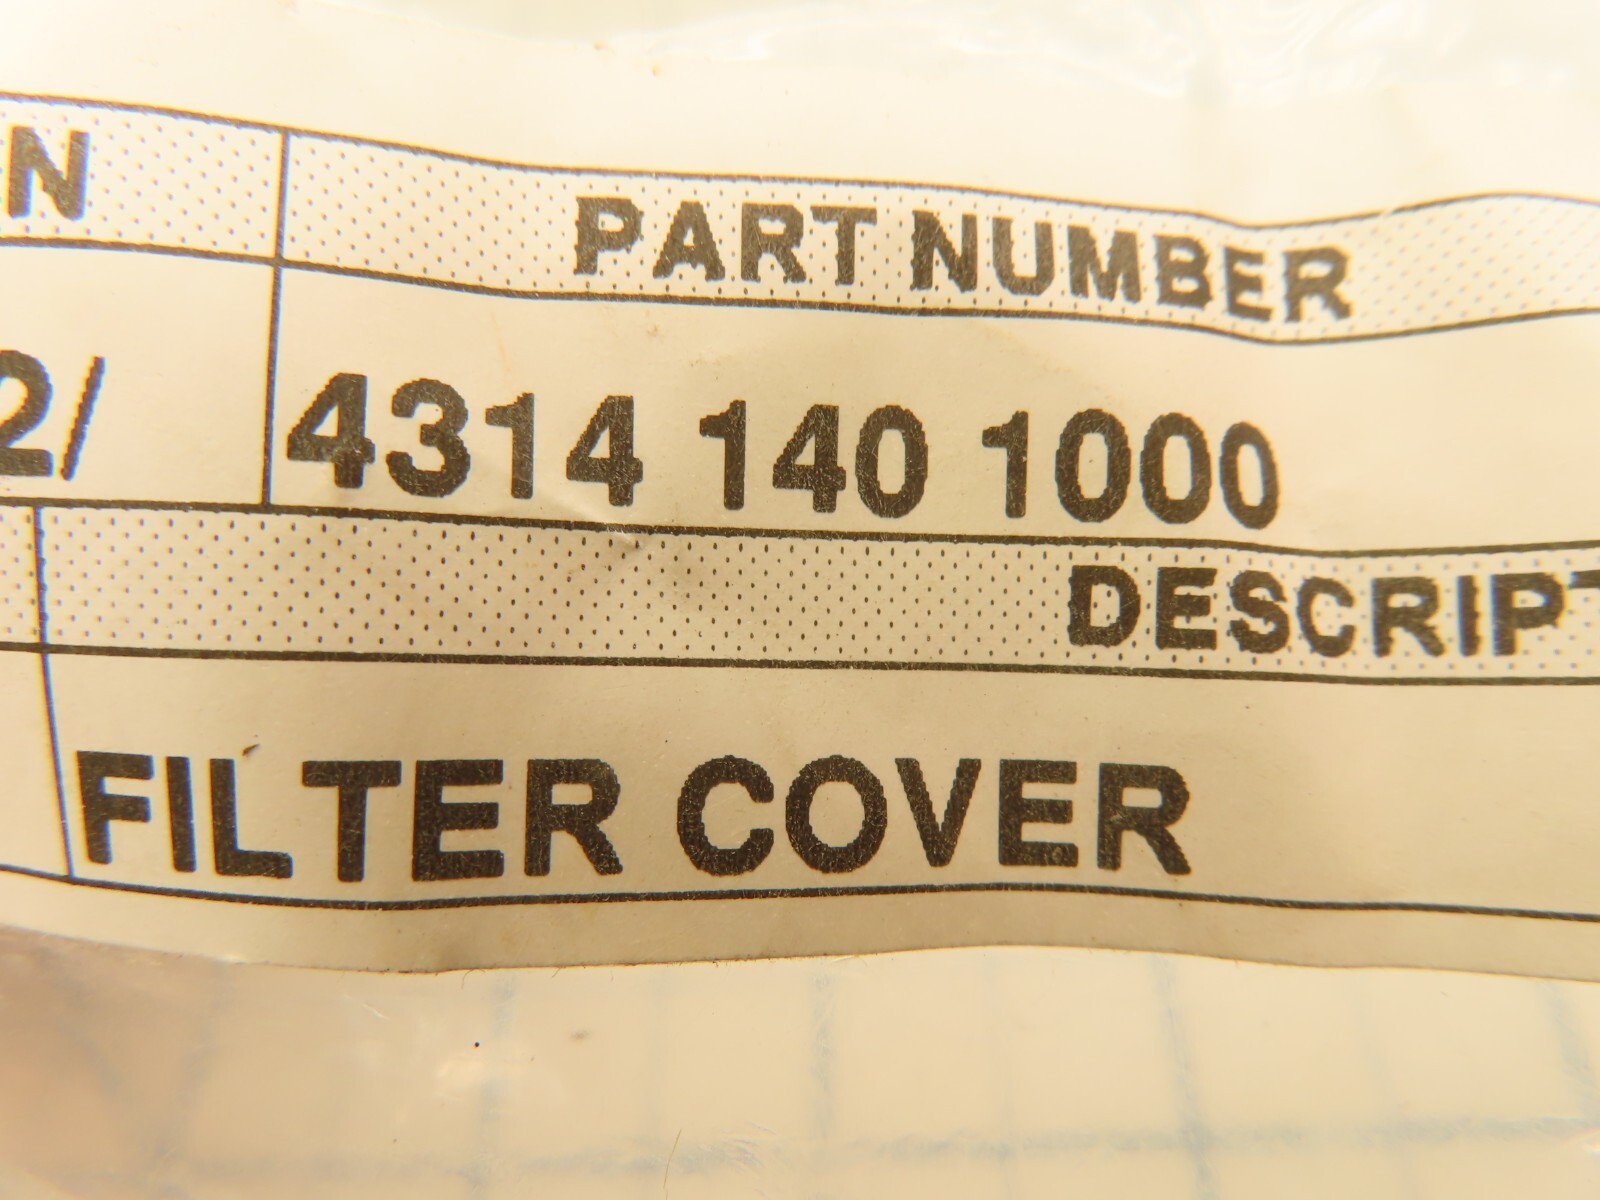 N PART NUMBER
2/ 4314 140 1000
DESCRIPT
FILTER COVER